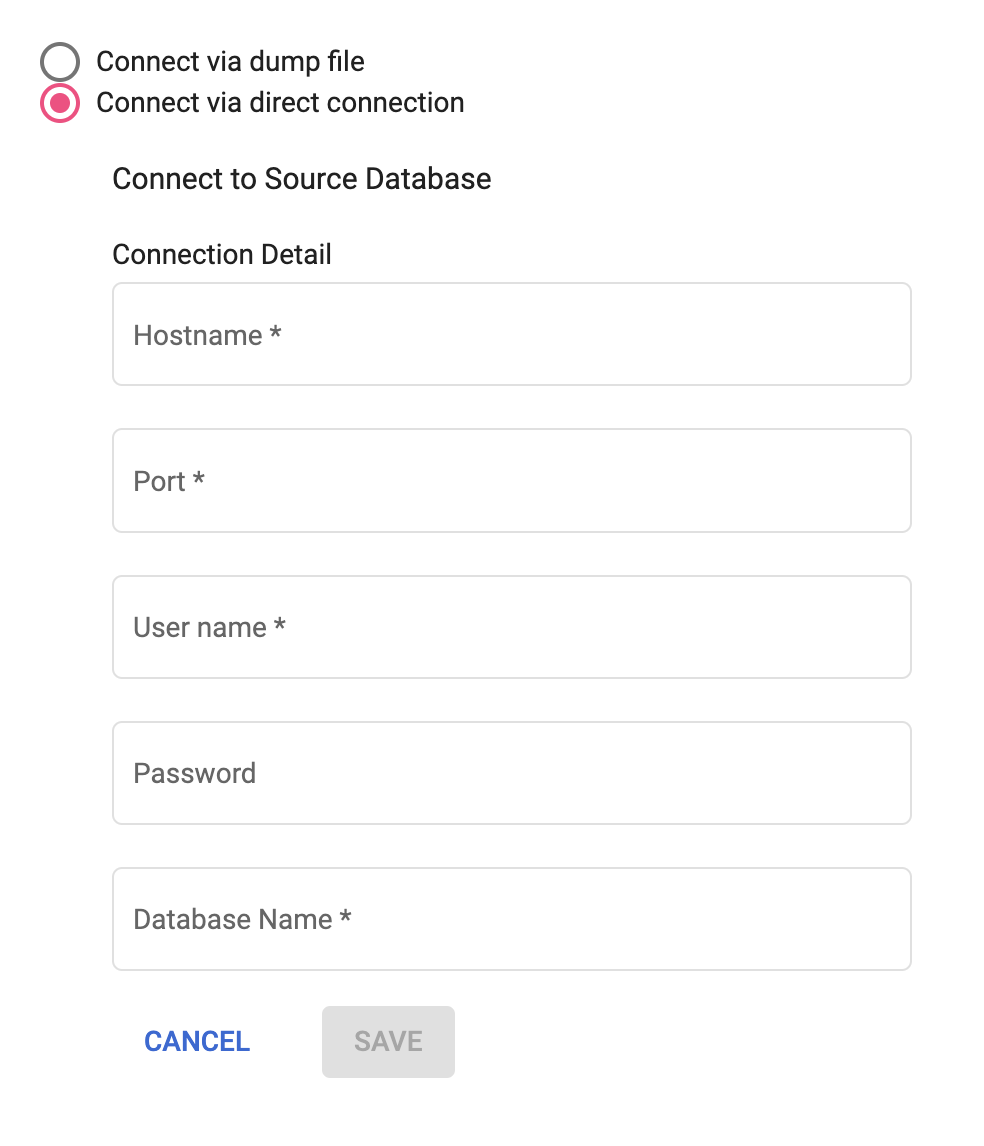 Connect via dump file
Connect via direct connection
Connect to Source Database
Connection Detail
Hostname *
Port *
User name *
Password
Database Name *
CANCEL SAVE